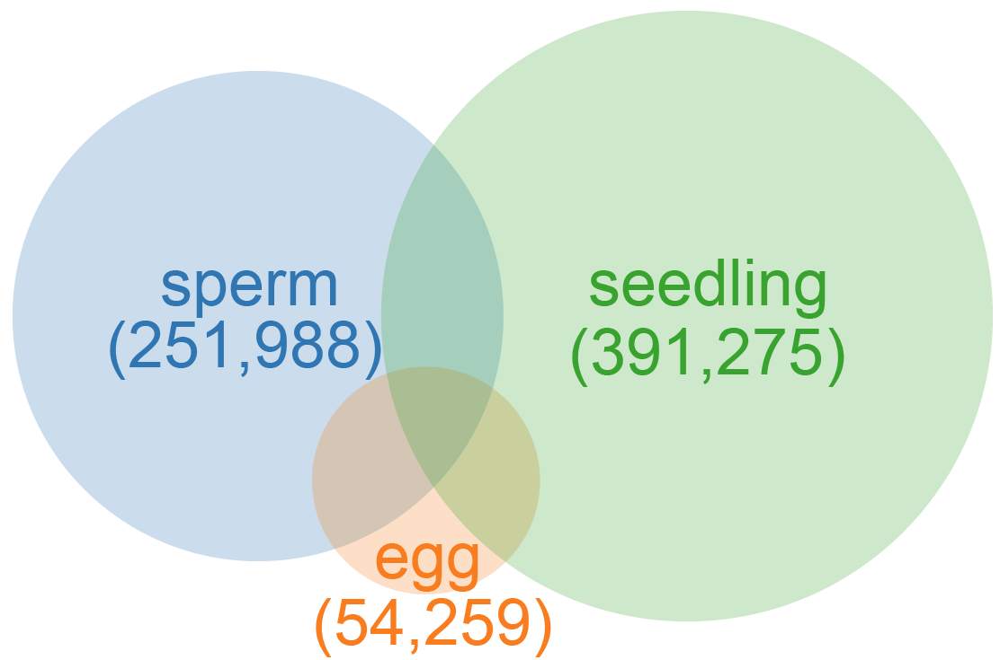 sperm
(251,988)
seedling
(391,275)
egg
(54,259)